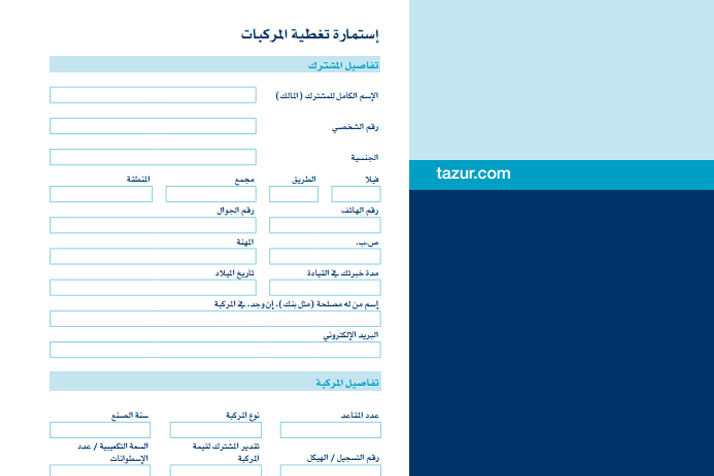 إستمارة تغطية المركبات
تفاصيل المشترك
الإسم الكامل للمشترك (المالك)
رقم الشخصي
الجنسية
فيلا الطريق مجمع المنطقة
رقم الهاتف رقم الجوال
ص.ب. المهنة
مدة خبرتك في القيادة تاريخ الميلاد
إسم من له مصلحة (مثل بنك)، إن وجد، في المركبة
البريد الإلكتروني
تفاصيل المركبة
عدد المقاعد نوع المركبة سنة الصنع
رقم التسجيل / الهيكل تقدير المشترك لقيمة المركبة السعة التكعيبية / عدد الإسطوانات
tazur.com